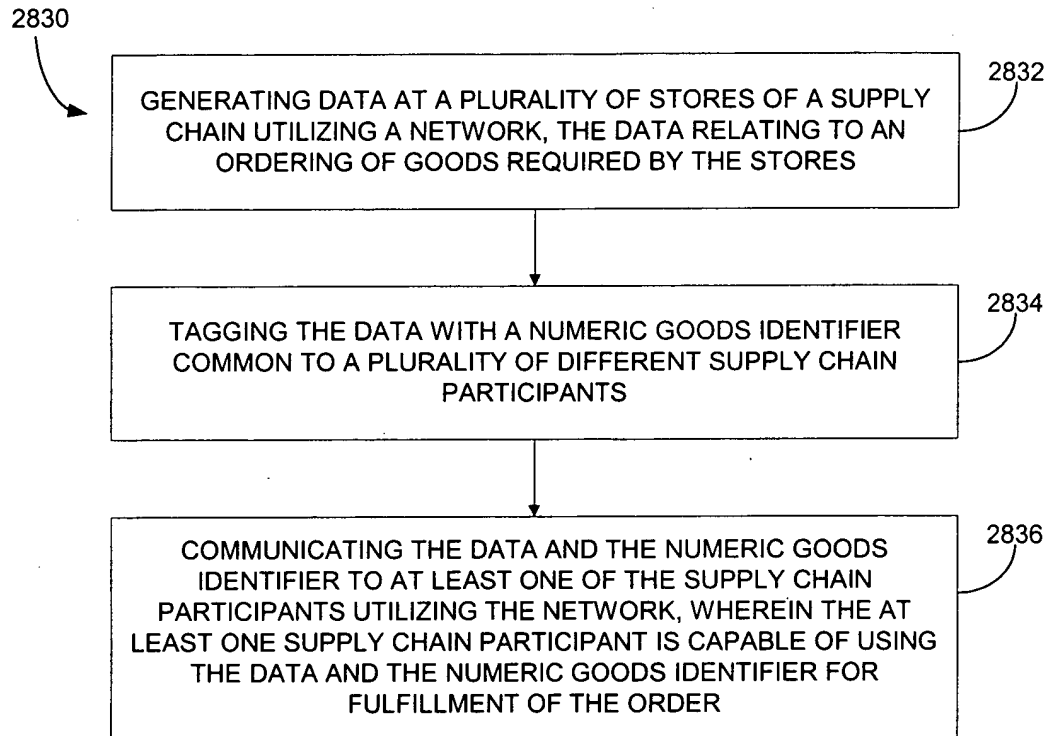 2830
2832
GENERATING DATA AT A PLURALITY OF STORES OF A SUPPLY
CHAIN UTILIZING A NETWORK, THE DATA RELATING TO AN
ORDERING OF GOODS REQUIRED BY THE STORES
2834
TAGGING THE DATA WITH A NUMERIC GOODS IDENTIFIER
COMMON TO A PLURALITY OF DIFFERENT SUPPLY CHAIN
PARTICIPANTS
2836
COMMUNICATING THE DATA AND THE NUMERIC GOODS
IDENTIFIER TO AT LEAST ONE OF THE SUPPLY CHAIN
PARTICIPANTS UTILIZING THE NETWORK, WHEREIN THE AT
LEAST ONE SUPPLY CHAIN PARTICIPANT IS CAPABLE OF USING
THE DATA AND THE NUMERIC GOODS IDENTIFIER FOR
FULFILLMENT OF THE ORDER